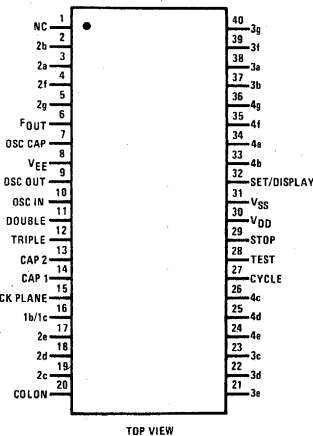 1 NC
2 2b
3 2a
4 2f
5 2g
6 FOUT
7 OSC CAP
8 VEE
9 OSC OUT
10 OSC IN
11 DOUBLE
12 TRIPLE
13 CAP 2
14 CAP 1
15 CK PLANE
16 1b/1c
17 2e
18 2d
19 2c
20 COLON
40 3g
39 3f
38 3a
37 3b
36 4g
35 4f
34 4a
33 4b
32 SET/DISPLAY
31 VSS
30 VDD
29 STOP
28 TEST
27 CYCLE
26 4c
25 4d
24 4e
23 3c
22 3d
21 3e
TOP VIEW